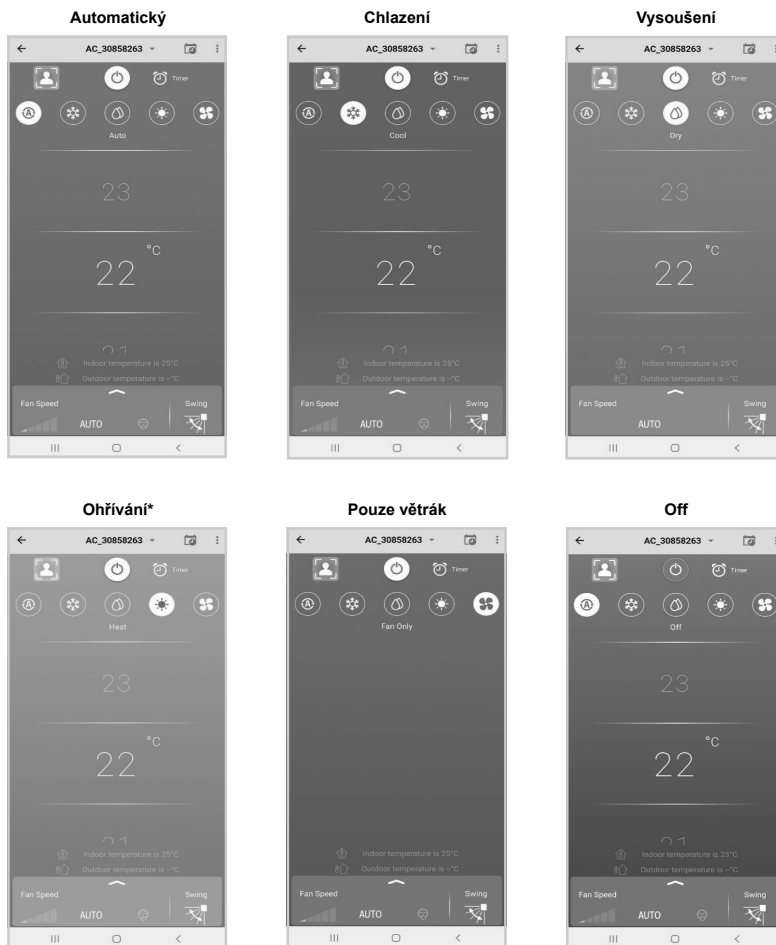 Automatický
AC_30858263
Timer
A
Auto
23
22 °C
21
Indoor temperature is 25°C
Outdoor temperature is --°C
Fan Speed
Swing
AUTO
Chlazení
AC_30858263
Timer
A
Cool
23
22 °C
21
Indoor temperature is 25°C
Outdoor temperature is --°C
Fan Speed
Swing
AUTO
Vysoušení
AC_30858263
Timer
A
Dry
23
22 °C
21
Indoor temperature is 25°C
Outdoor temperature is --°C
Fan Speed
Swing
AUTO
Ohřívání*
AC_30858263
Timer
A
Heat
23
22 °C
21
Indoor temperature is 25°C
Outdoor temperature is --°C
Fan Speed
Swing
AUTO
Pouze větrák
AC_30858263
Timer
A
Fan Only
Indoor temperature is 25°C
Outdoor temperature is --°C
Fan Speed
Swing
AUTO
Off
AC_30858263
Timer
A
Off
23
22 °C
21
Indoor temperature is 25°C
Outdoor temperature is --°C
Fan Speed
Swing
AUTO